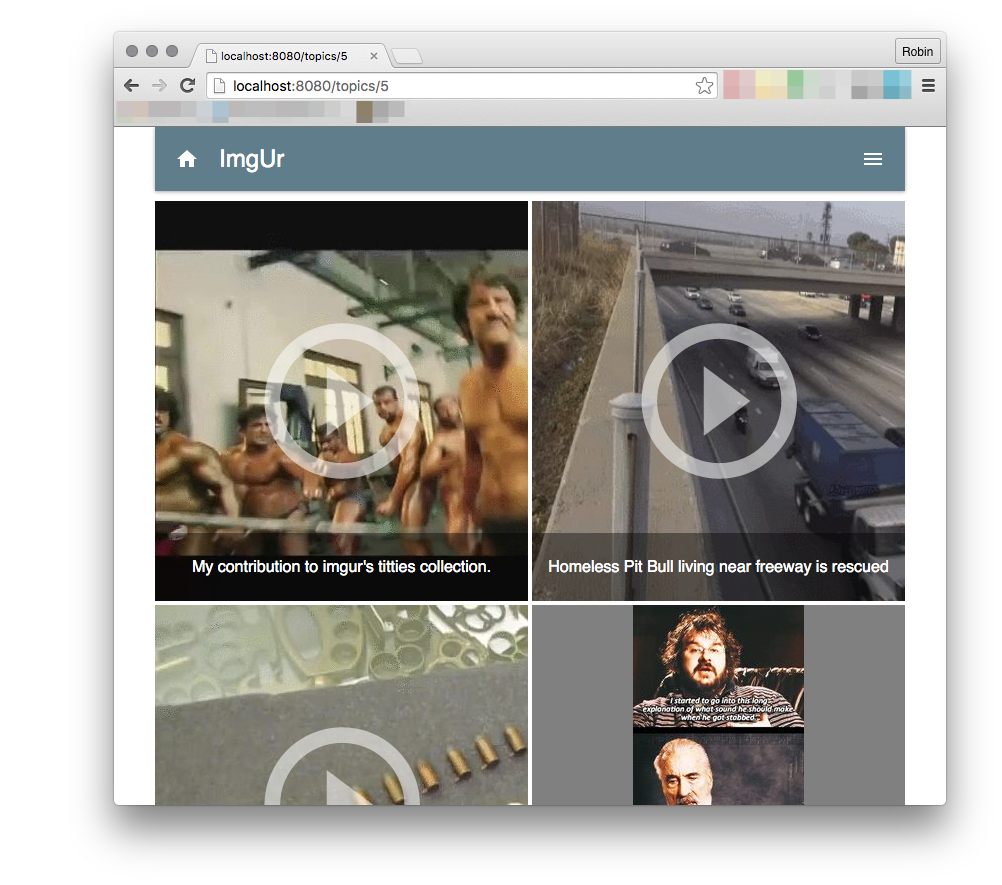 localhost:8080/topics/5
Robin
localhost:8080/topics/5
ImgUr
My contribution to imgur's titties collection.
Homeless Pit Bull living near freeway is rescued
I started to go into this long
explanation of what sound he should make
when he got stabbed...